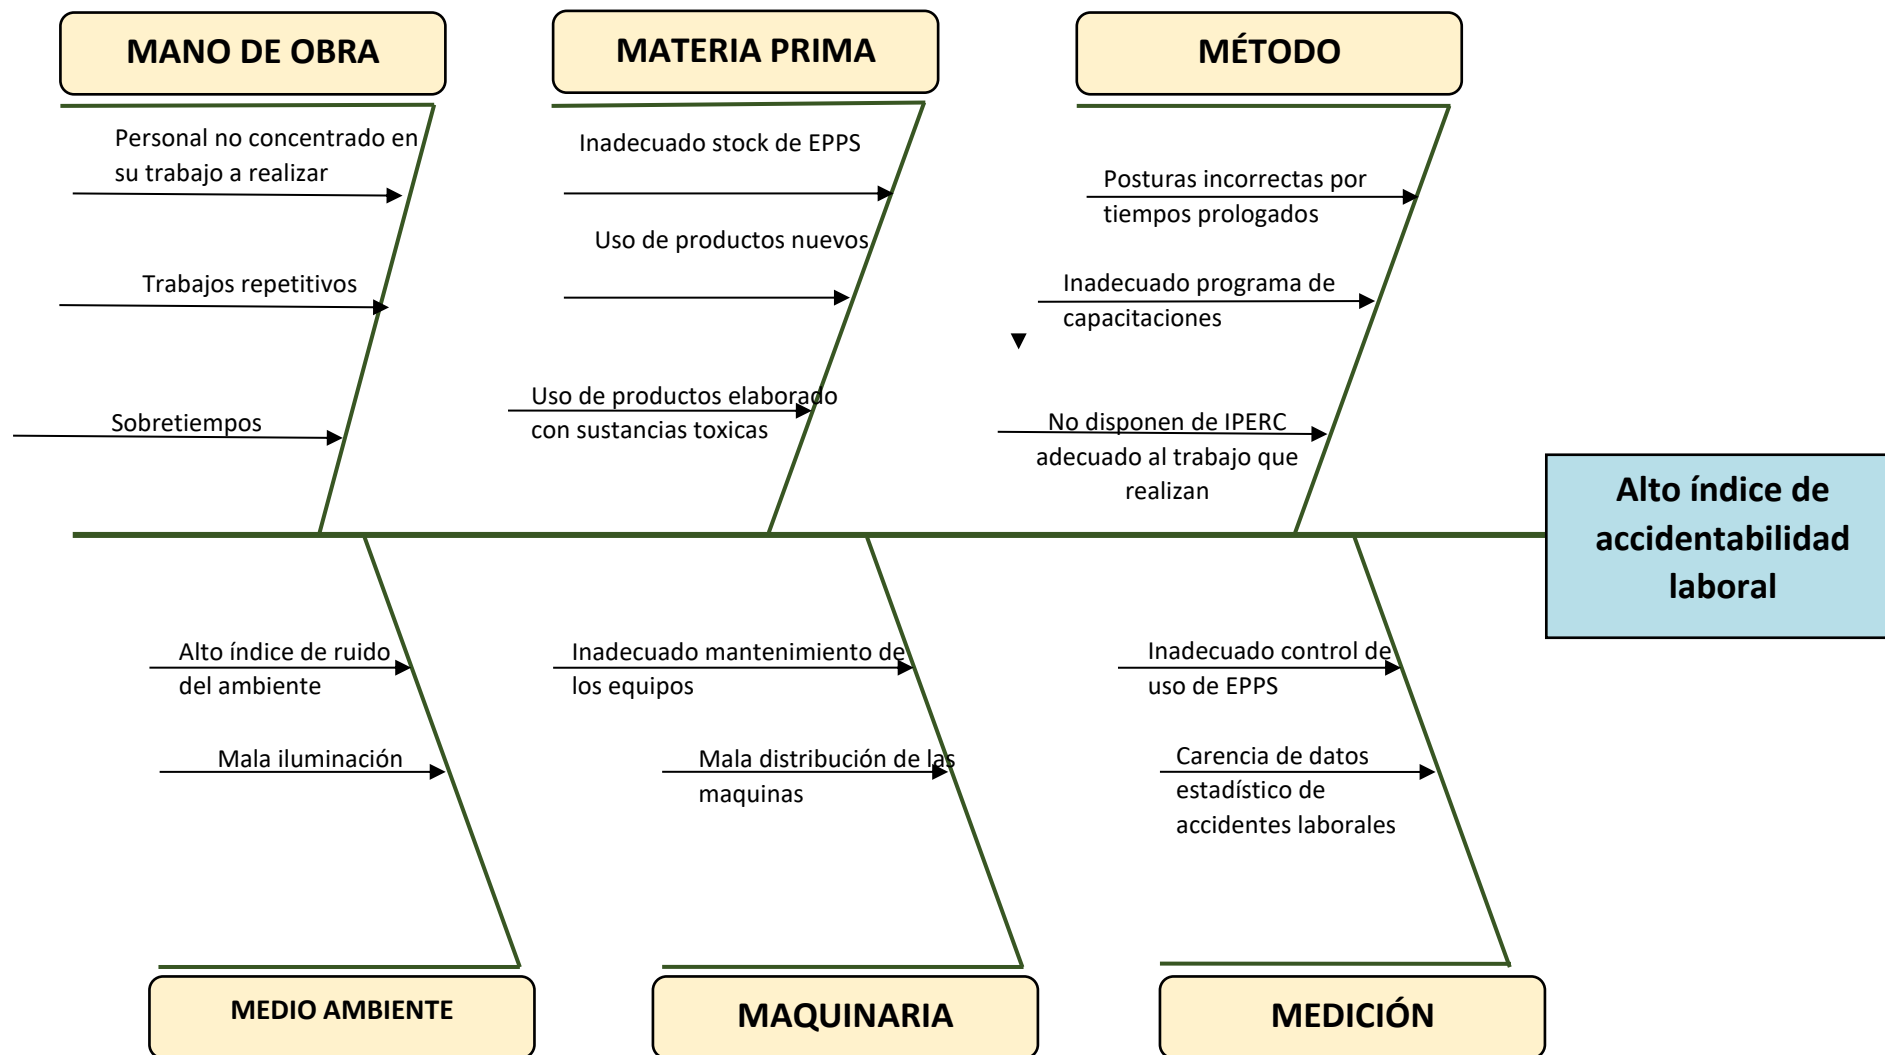 MANO DE OBRA
MATERIA PRIMA
MÉTODO
Personal no concentrado en
su trabajo a realizar
Trabajos repetitivos
Sobretiempos
Inadecuado stock de EPPS
Uso de productos nuevos
Uso de productos elaborado
con sustancias toxicas
Posturas incorrectas por
tiempos prologados
Inadecuado programa de
capacitaciones
No disponen de IPERC
adecuado al trabajo que
realizan
Alto índice de
accidentabilidad
laboral
Alto índice de ruido
del ambiente
Mala iluminación
Inadecuado mantenimiento de
los equipos
Mala distribución de las
maquinas
Inadecuado control de
uso de EPPS
Carencia de datos
estadístico de
accidentes laborales
MEDIO AMBIENTE
MAQUINARIA
MEDICIÓN